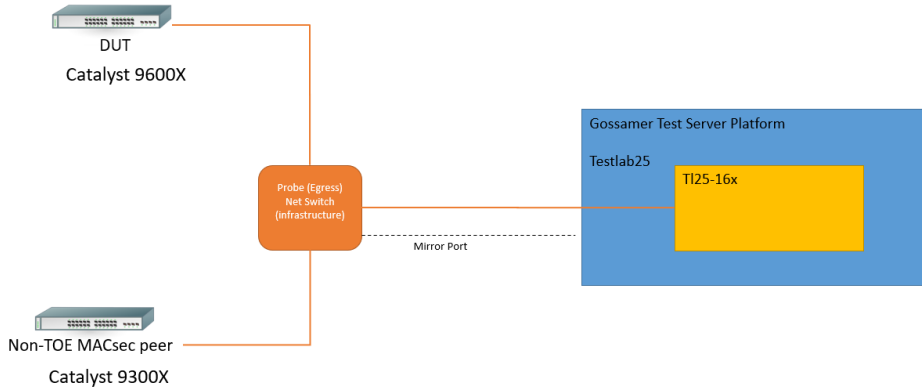 DUT
Catalyst 9600X
Gossamer Test Server Platform
Testlab25
Tl25-16x
Probe (Egress)
Net Switch
(infrastructure)
Mirror Port
Non-TOE MACsec peer
Catalyst 9300X